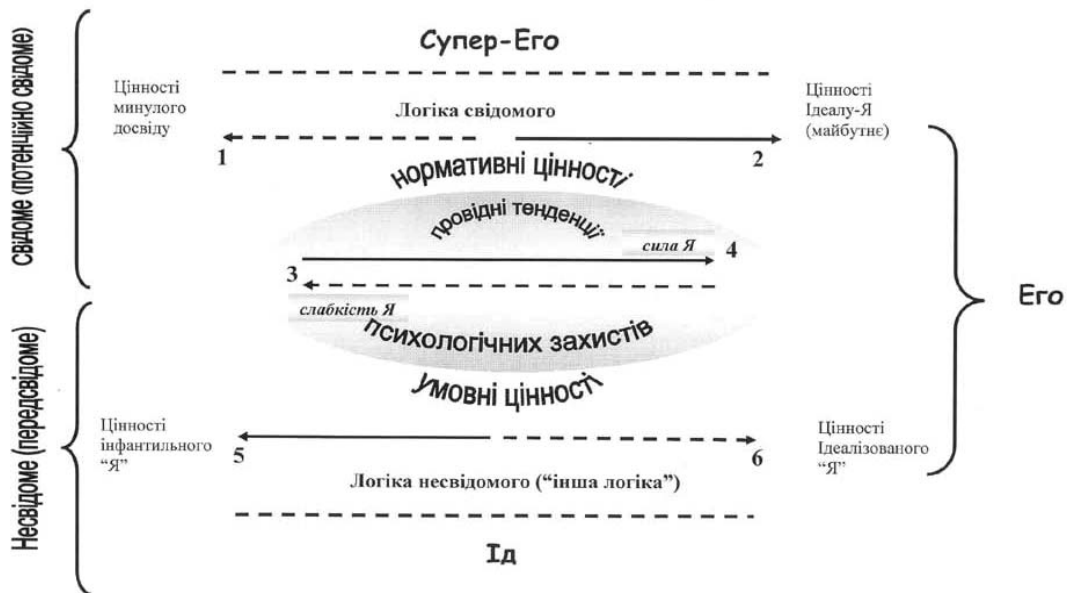 Супер-Его
Цінності
минулого
досвіду
Логіка свідомого
Цінності
Ідеалу-Я
(майбутнє)
1
2
нормативні цінності
провідні тенденції
сила Я
4
3
слабкість Я
психологічних захистів
умовні цінності
Цінності
інфантильного
“Я”
5
6
Цінності
Ідеалізованого
“Я”
Логіка несвідомого (“інша логіка”)
Ід
Его
свідоме (потенційно свідоме)
Несвідоме (передсвідоме)